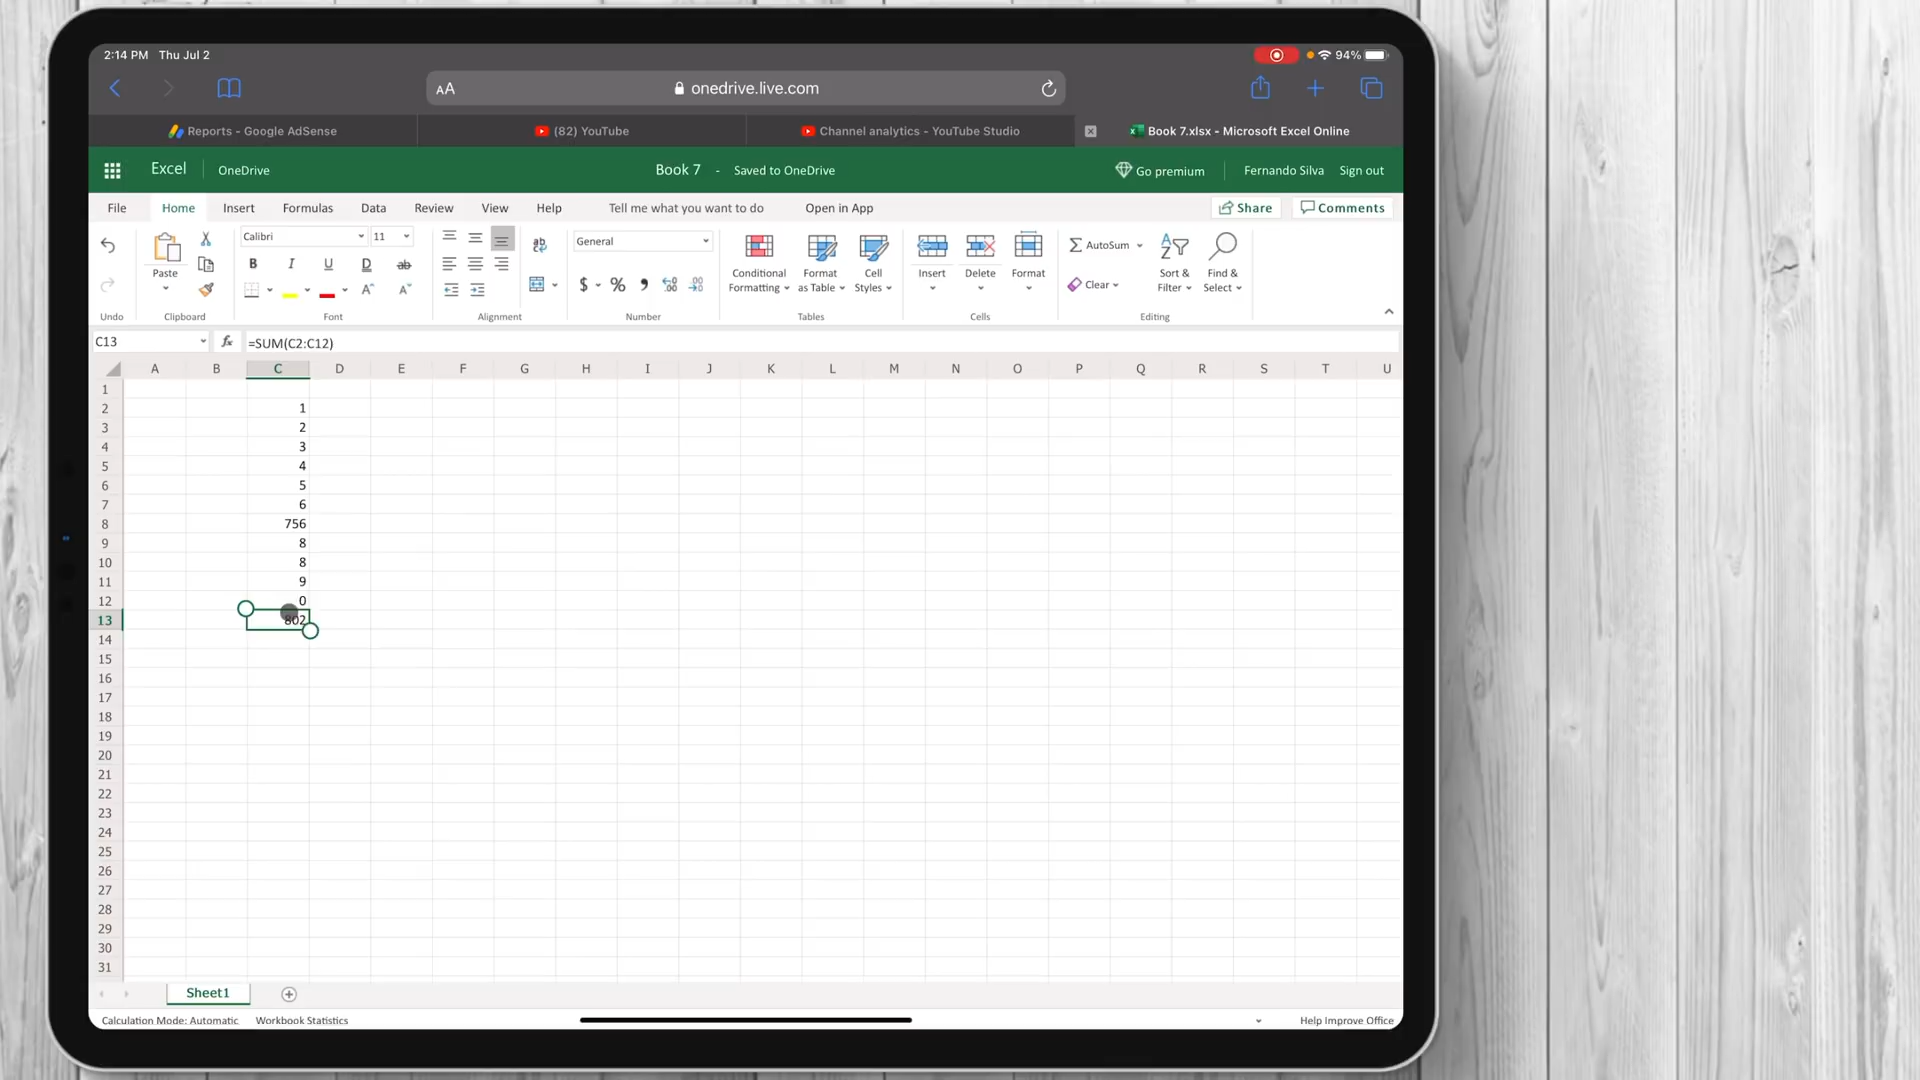 2:14 PM Thu Jul 2
94%
AA onedrive.live.com
Reports - Google AdSense
(82) YouTube
Channel analytics - YouTube Studio
Book 7.xlsx - Microsoft Excel Online
Excel OneDrive
Book 7 - Saved to OneDrive
Go premium
Fernando Silva Sign out
File Home Insert Formulas Data Review View Help Tell me what you want to do Open in App Share Comments
Calibri 11
General
AutoSum
B I U D ab
Paste
Conditional Formatting
Format as Table
Cell Styles
Insert Delete Format
Sort & Filter
Find & Select
$ % , .00 .00
Clear
Undo Clipboard Font Alignment Number Tables Cells Editing
C13 fx =SUM(C2:C12)
A B C D E F G H I J K L M N O P Q R S T U
1
2 1
3 2
4 3
5 4
6 5
7 6
8 756
9 8
10 8
11 9
12 0
13 802
14
15
16
17
18
19
20
21
22
23
24
25
26
27
28
29
30
31
Sheet1
Calculation Mode: Automatic Workbook Statistics
Help Improve Office